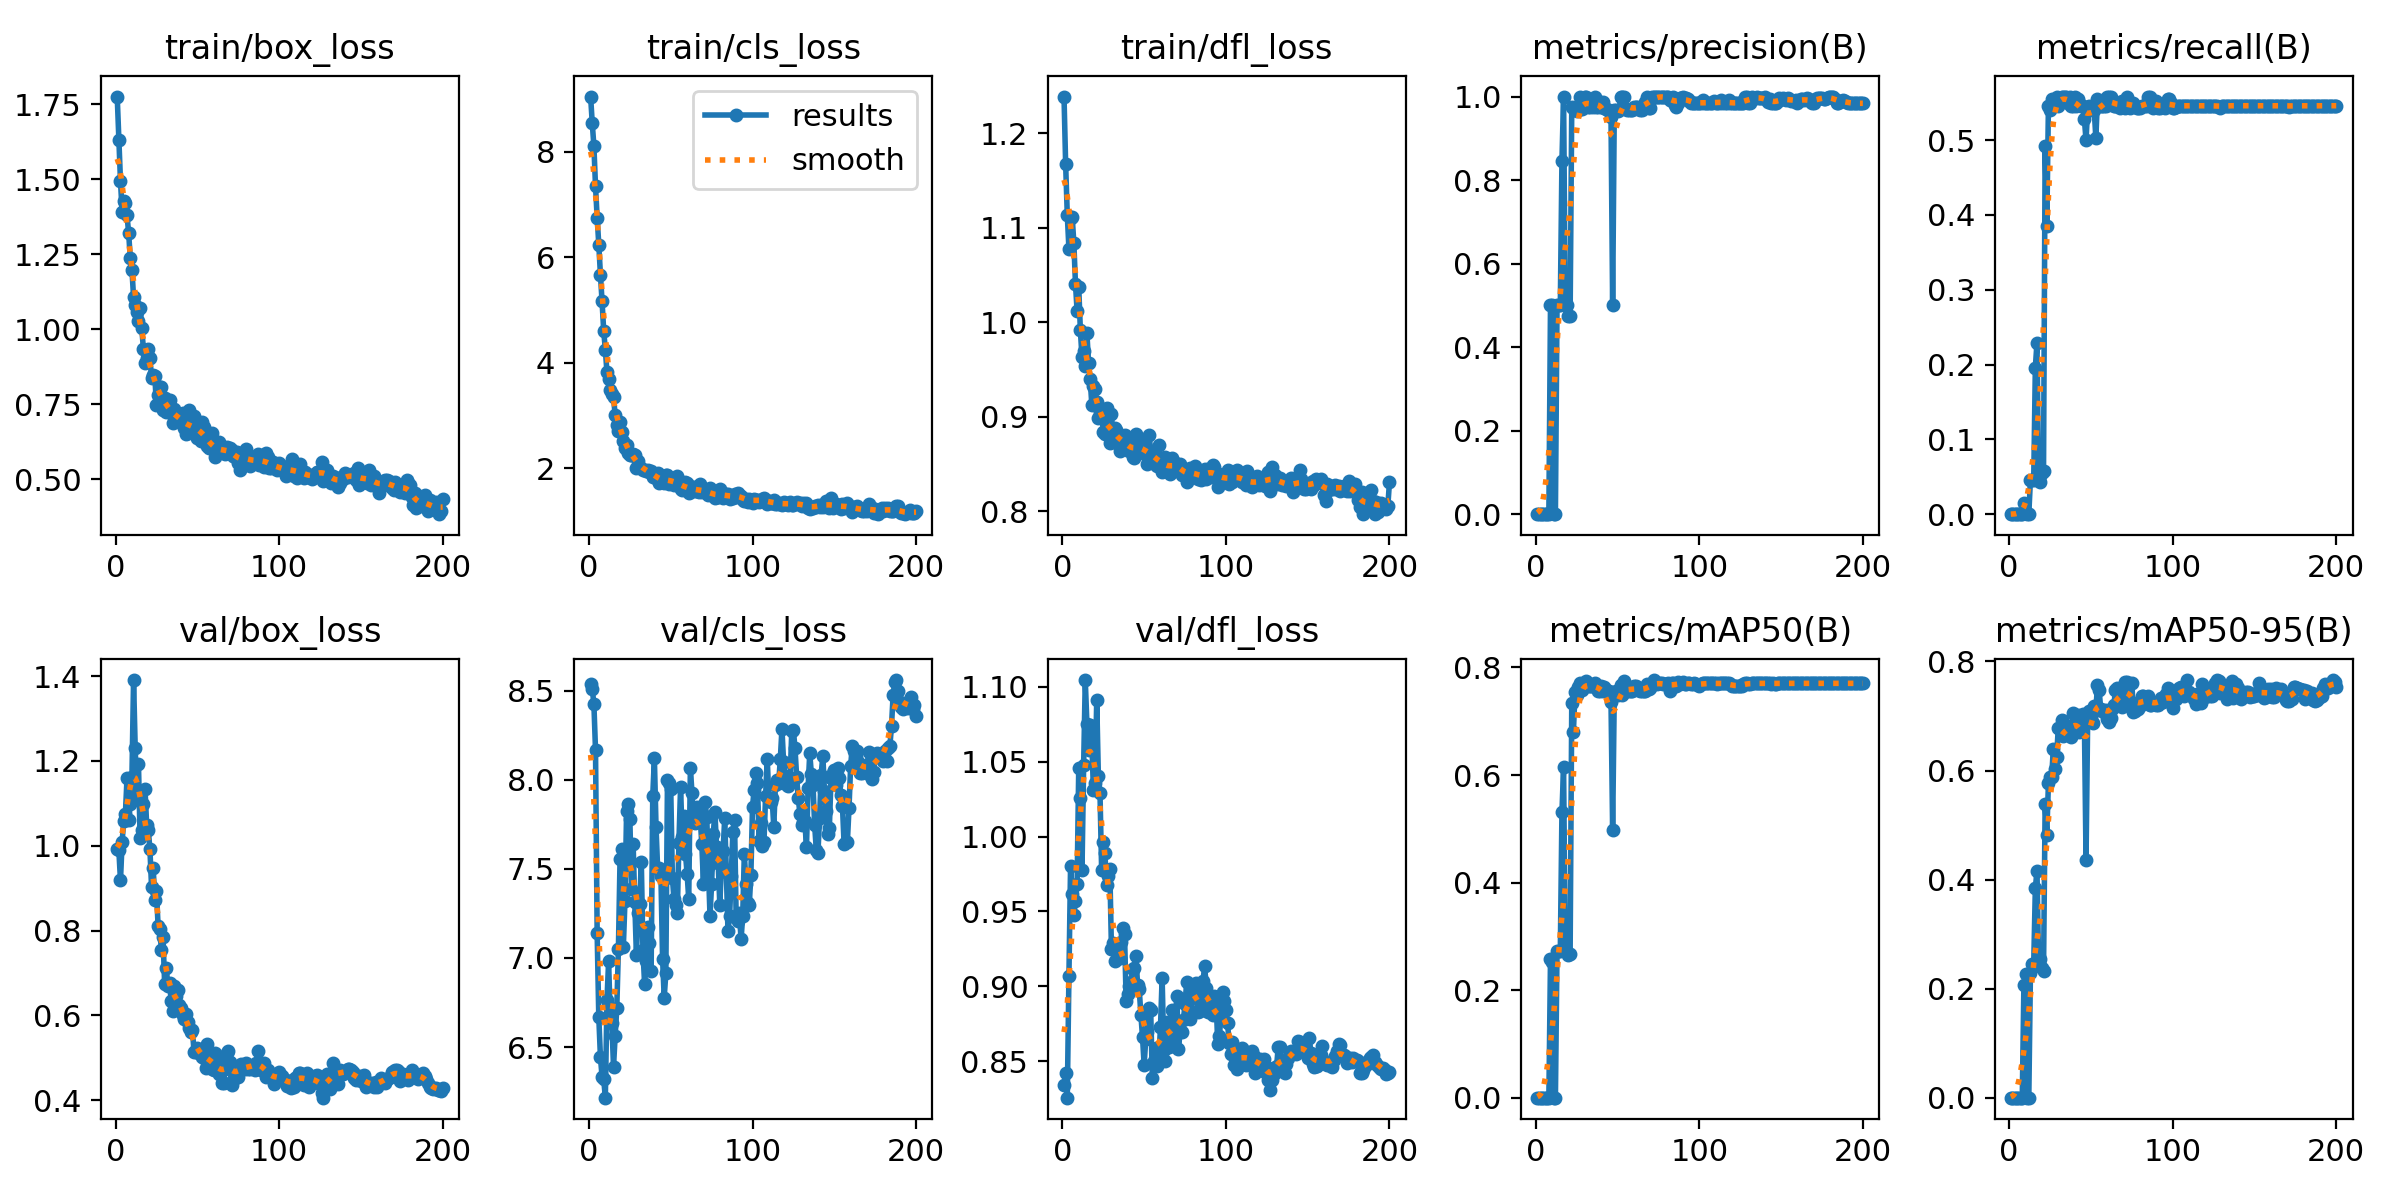 train/box_loss
1.75
1.50
1.25
1.00
0.75
0.50
0 100 200
train/cls_loss
results
smooth
8
6
4
2
0 100 200
train/dfl_loss
1.2
1.1
1.0
0.9
0.8
0 100 200
metrics/precision(B)
1.0
0.8
0.6
0.4
0.2
0.0
0 100 200
metrics/recall(B)
0.5
0.4
0.3
0.2
0.1
0.0
0 100 200
val/box_loss
1.4
1.2
1.0
0.8
0.6
0.4
0 100 200
val/cls_loss
8.5
8.0
7.5
7.0
6.5
0 100 200
val/dfl_loss
1.10
1.05
1.00
0.95
0.90
0.85
0 100 200
metrics/mAP50(B)
0.8
0.6
0.4
0.2
0.0
0 100 200
metrics/mAP50-95(B)
0.8
0.6
0.4
0.2
0.0
0 100 200